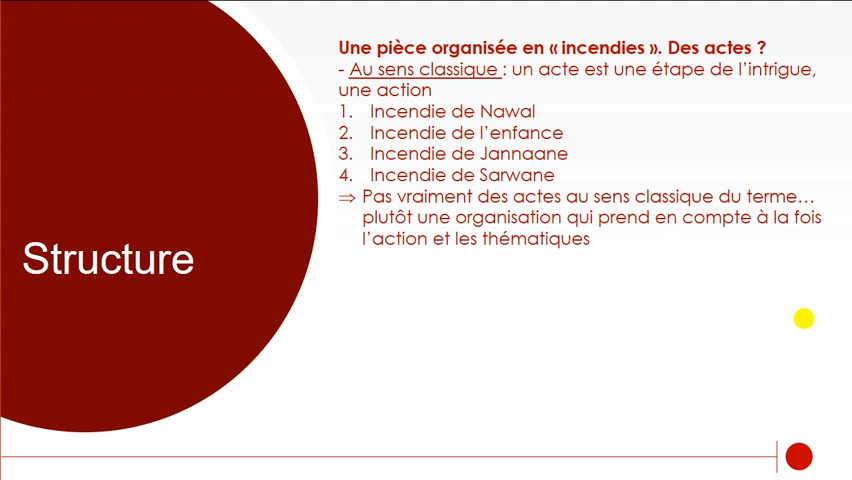 Structure
Une pièce organisée en « incendies ». Des actes ?
- Au sens classique : un acte est une étape de l'intrigue,
une action
1. Incendie de Nawal
2. Incendie de l'enfance
3. Incendie de Jannaane
4. Incendie de Sarwane
⇒ Pas vraiment des actes au sens classique du terme…
plutôt une organisation qui prend en compte à la fois
l'action et les thématiques